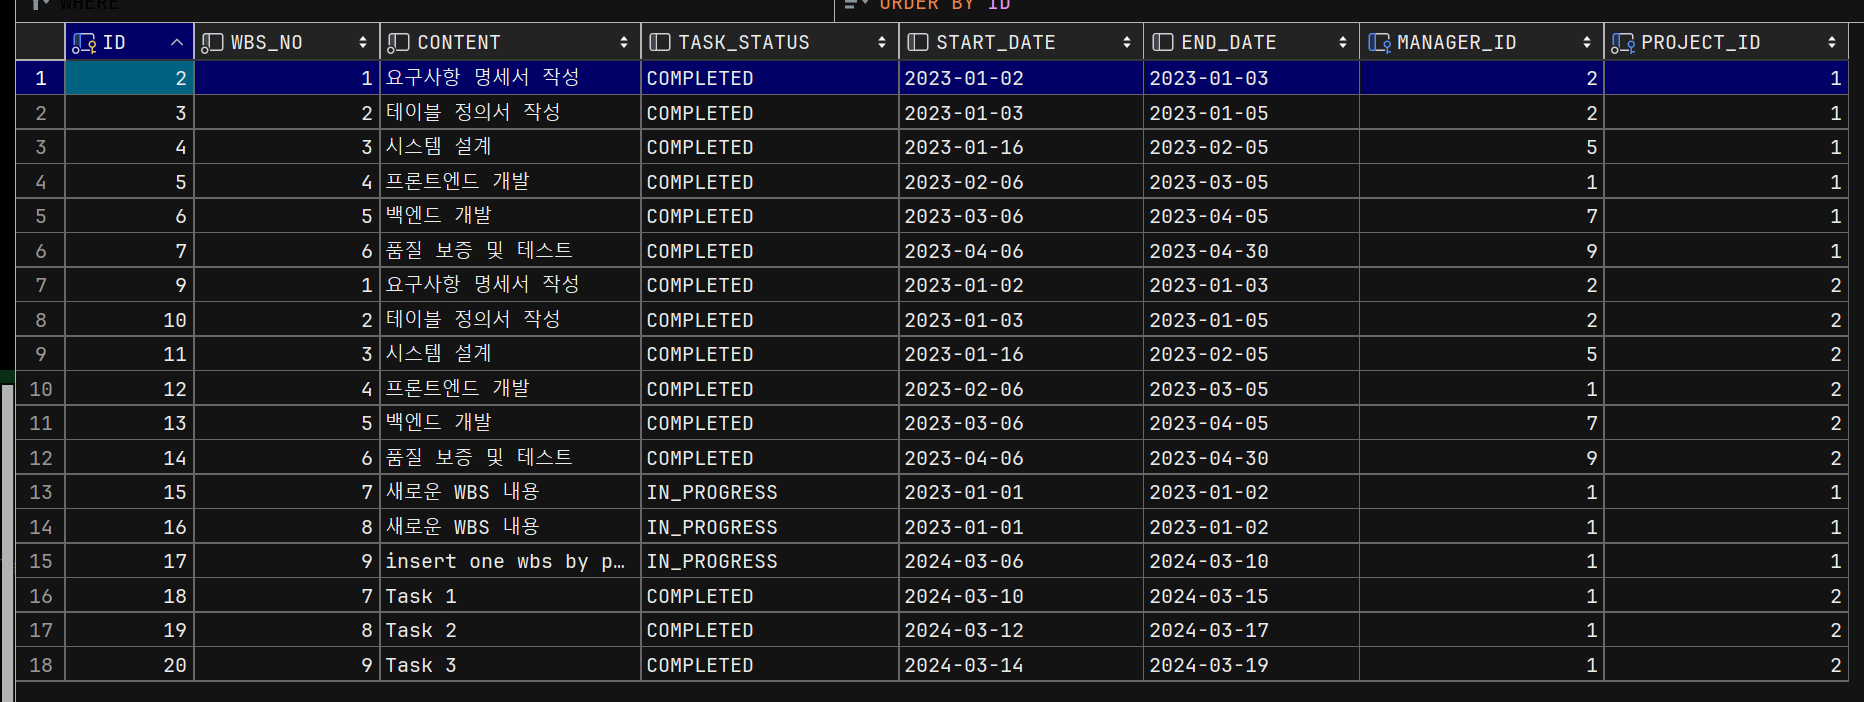 WHERE ORDER BY ID
ID WBS_NO CONTENT TASK_STATUS START_DATE END_DATE MANAGER_ID PROJECT_ID
1 2 1 요구사항 명세서 작성 COMPLETED 2023-01-02 2023-01-03 2 1
2 3 2 테이블 정의서 작성 COMPLETED 2023-01-03 2023-01-05 2 1
3 4 3 시스템 설계 COMPLETED 2023-01-16 2023-02-05 5 1
4 5 4 프론트엔드 개발 COMPLETED 2023-02-06 2023-03-05 1 1
5 6 5 백엔드 개발 COMPLETED 2023-03-06 2023-04-05 7 1
6 7 6 품질 보증 및 테스트 COMPLETED 2023-04-06 2023-04-30 9 1
7 9 1 요구사항 명세서 작성 COMPLETED 2023-01-02 2023-01-03 2 2
8 10 2 테이블 정의서 작성 COMPLETED 2023-01-03 2023-01-05 2 2
9 11 3 시스템 설계 COMPLETED 2023-01-16 2023-02-05 5 2
10 12 4 프론트엔드 개발 COMPLETED 2023-02-06 2023-03-05 1 2
11 13 5 백엔드 개발 COMPLETED 2023-03-06 2023-04-05 7 2
12 14 6 품질 보증 및 테스트 COMPLETED 2023-04-06 2023-04-30 9 2
13 15 7 새로운 WBS 내용 IN_PROGRESS 2023-01-01 2023-01-02 1 1
14 16 8 새로운 WBS 내용 IN_PROGRESS 2023-01-01 2023-01-02 1 1
15 17 9 insert one wbs by p… IN_PROGRESS 2024-03-06 2024-03-10 1 1
16 18 7 Task 1 COMPLETED 2024-03-10 2024-03-15 1 2
17 19 8 Task 2 COMPLETED 2024-03-12 2024-03-17 1 2
18 20 9 Task 3 COMPLETED 2024-03-14 2024-03-19 1 2